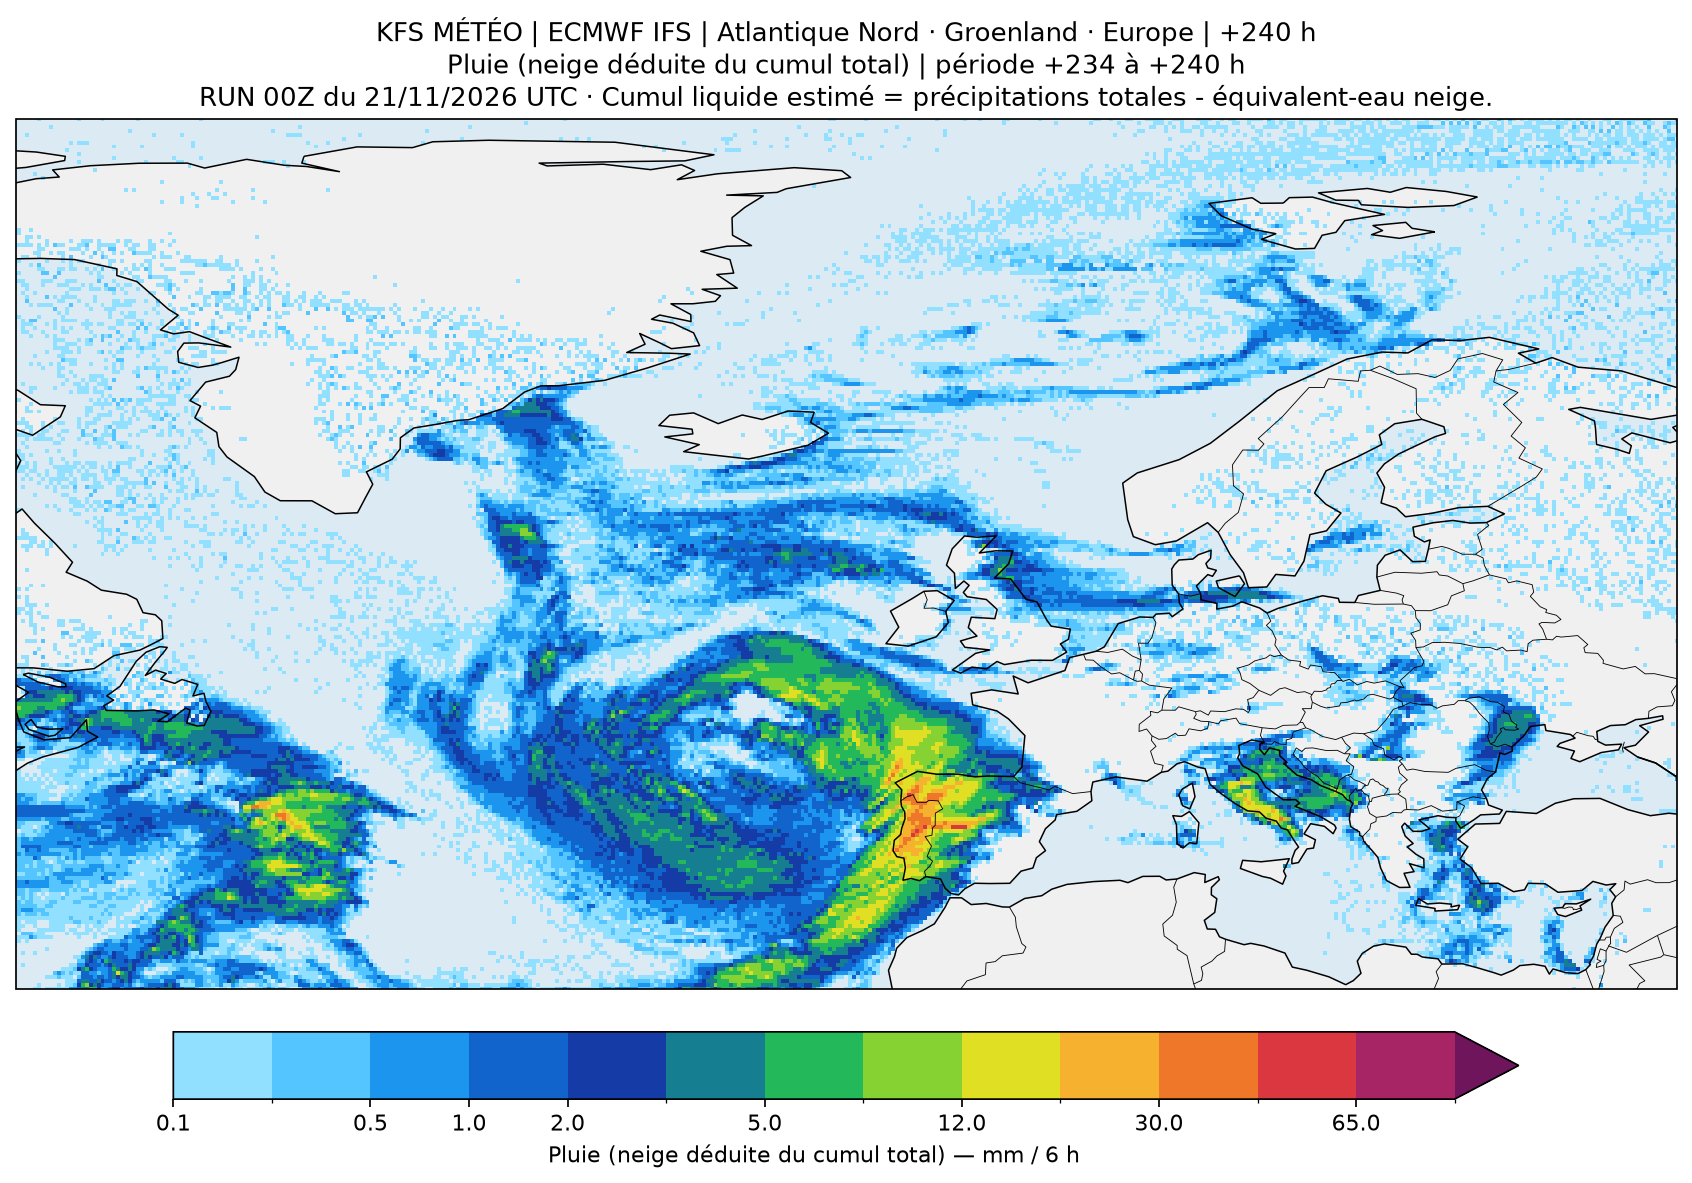 KFS MÉTÉO | ECMWF IFS | Atlantique Nord · Groenland · Europe | +240 h
Pluie (neige déduite du cumul total) | période +234 à +240 h
RUN 00Z du 21/11/2026 UTC · Cumul liquide estimé = précipitations totales - équivalent-eau neige.
0.1 0.5 1.0 2.0 5.0 12.0 30.0 65.0
Pluie (neige déduite du cumul total) — mm / 6 h